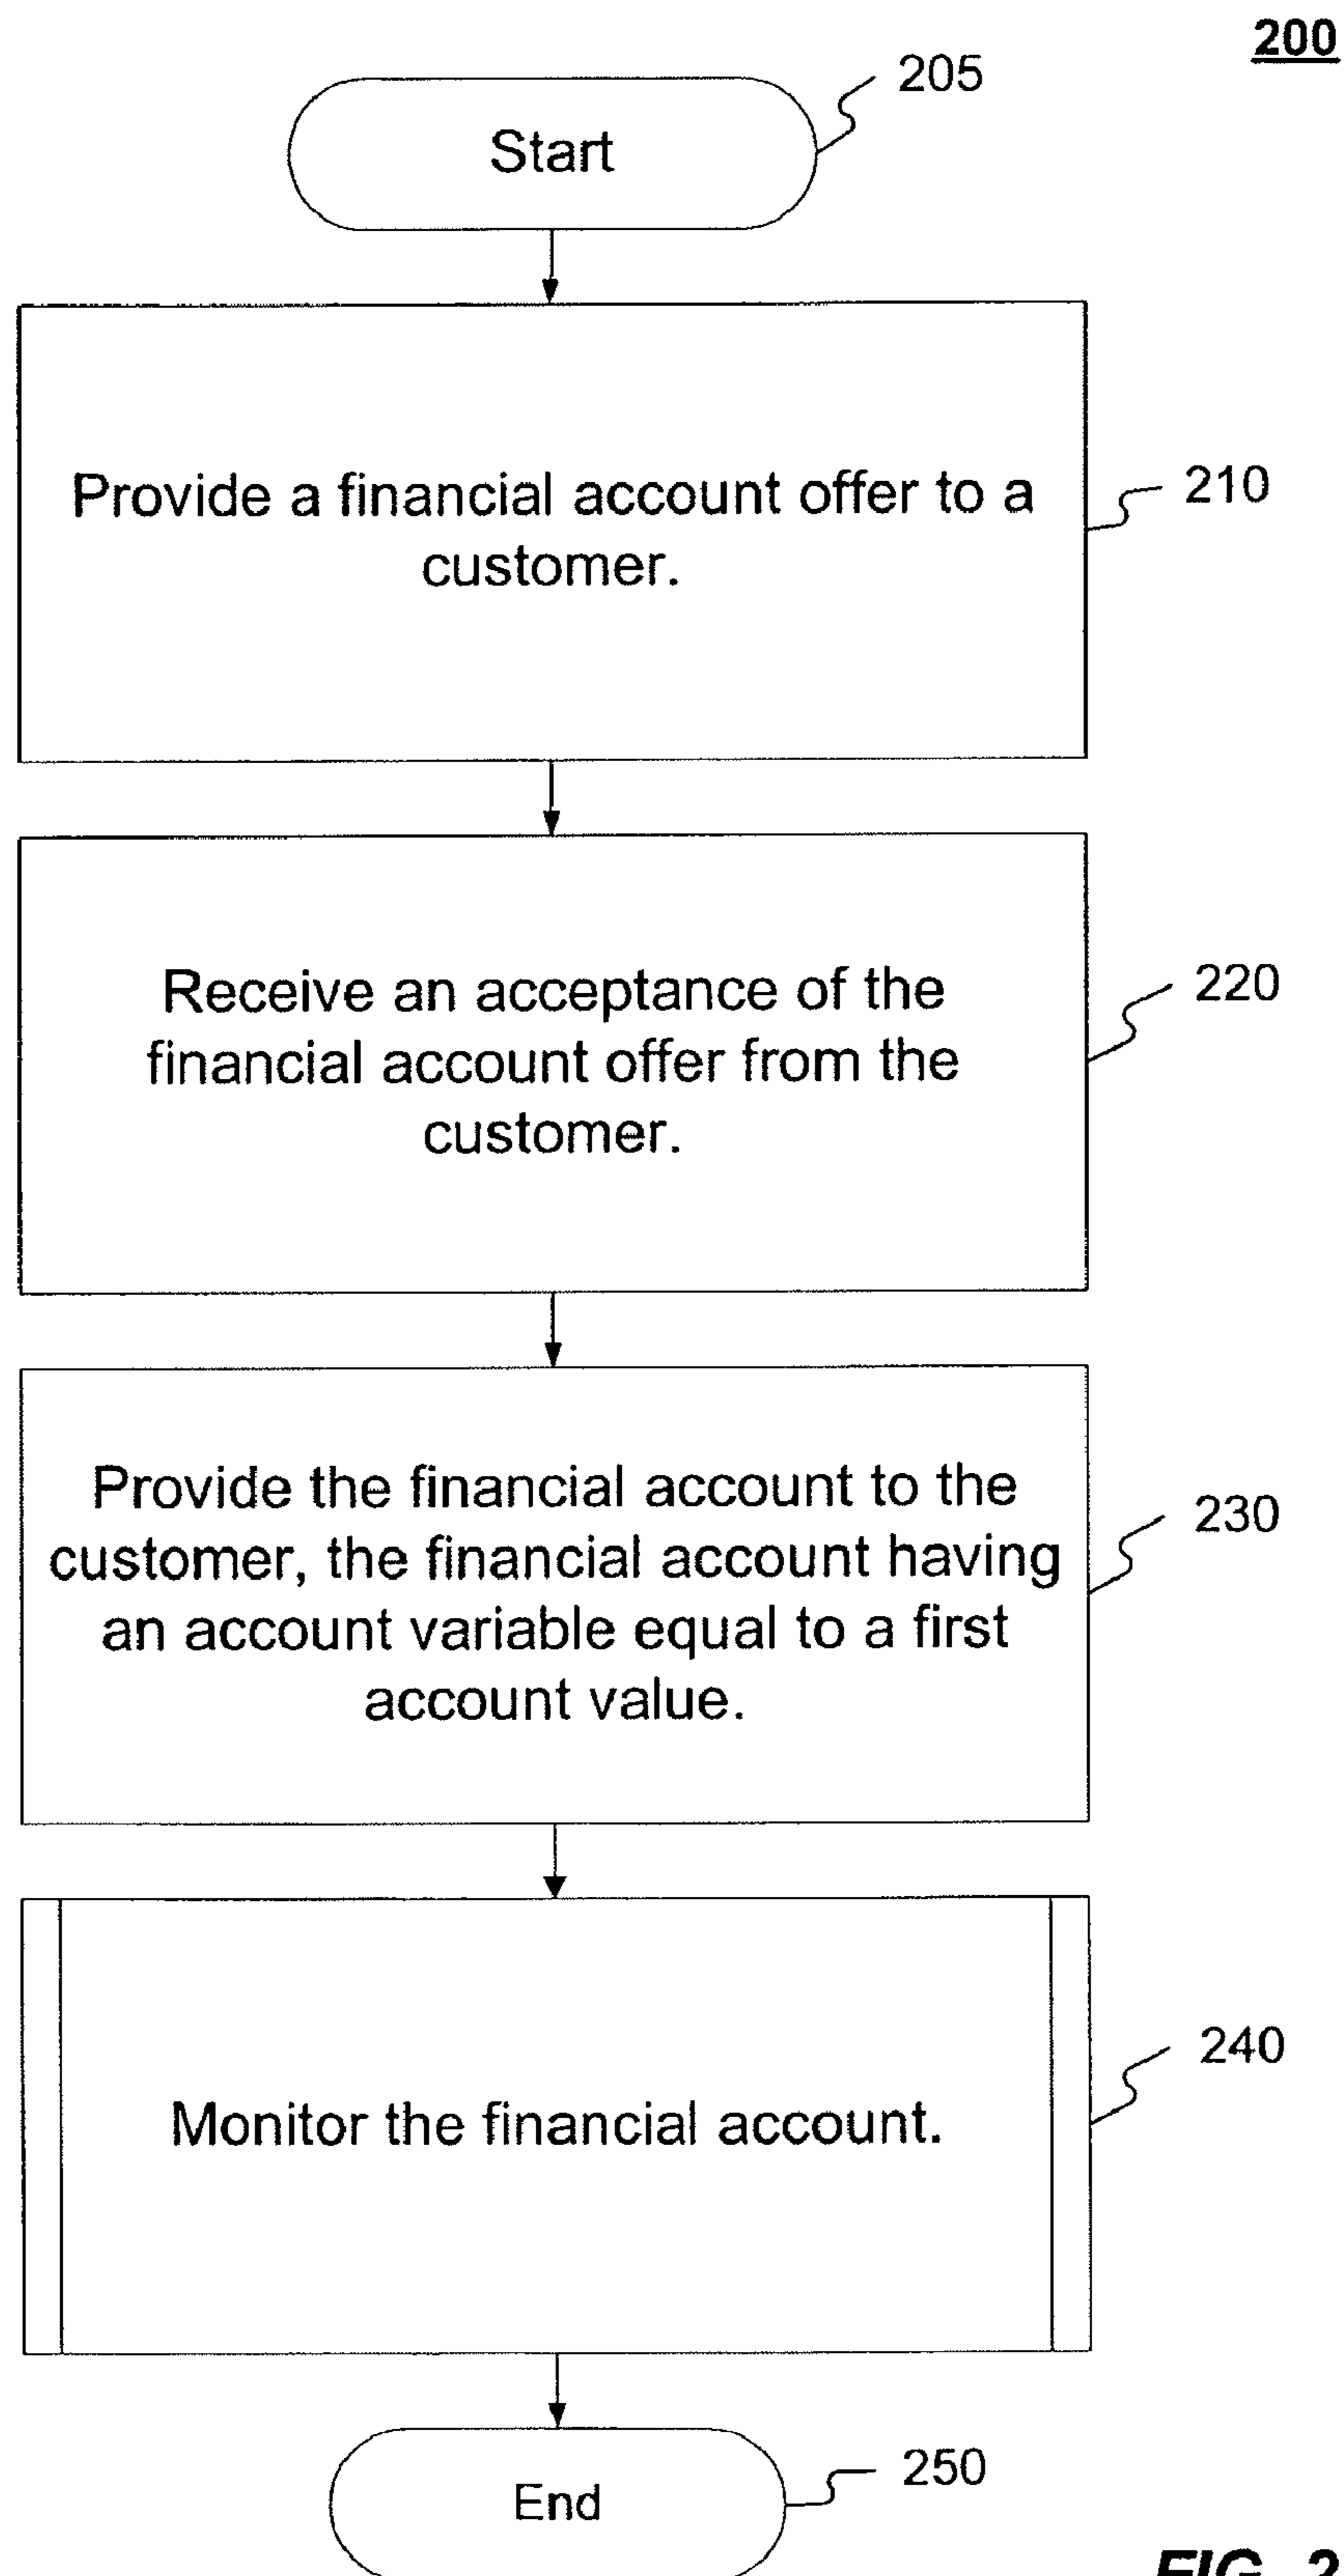 200
205
Start
Provide a financial account offer to a
customer.
210
Receive an acceptance of the
financial account offer from the
customer.
220
Provide the financial account to the
customer, the financial account having
an account variable equal to a first
account value.
230
Monitor the financial account.
240
End
250
FIG. 2